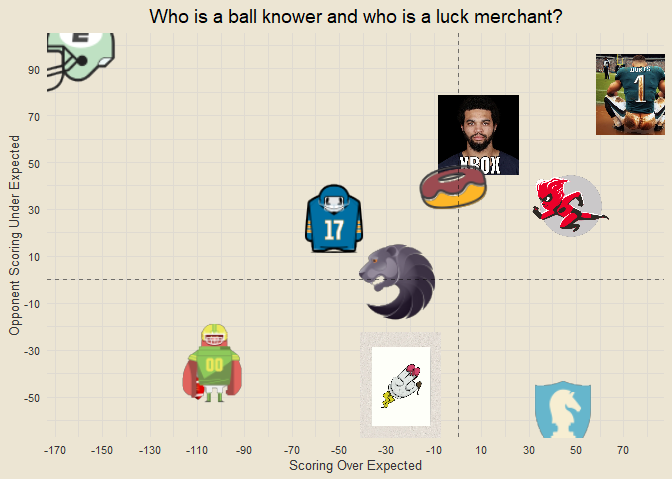 Who is a ball knower and who is a luck merchant?
Opponent Scoring Under Expected
90
70
50
30
10
-10
-30
-50
E
HURTS
1
XBOX
17
00
-170 -150 -130 -110 -90 -70 -50 -30 -10 10 30 50 70
Scoring Over Expected